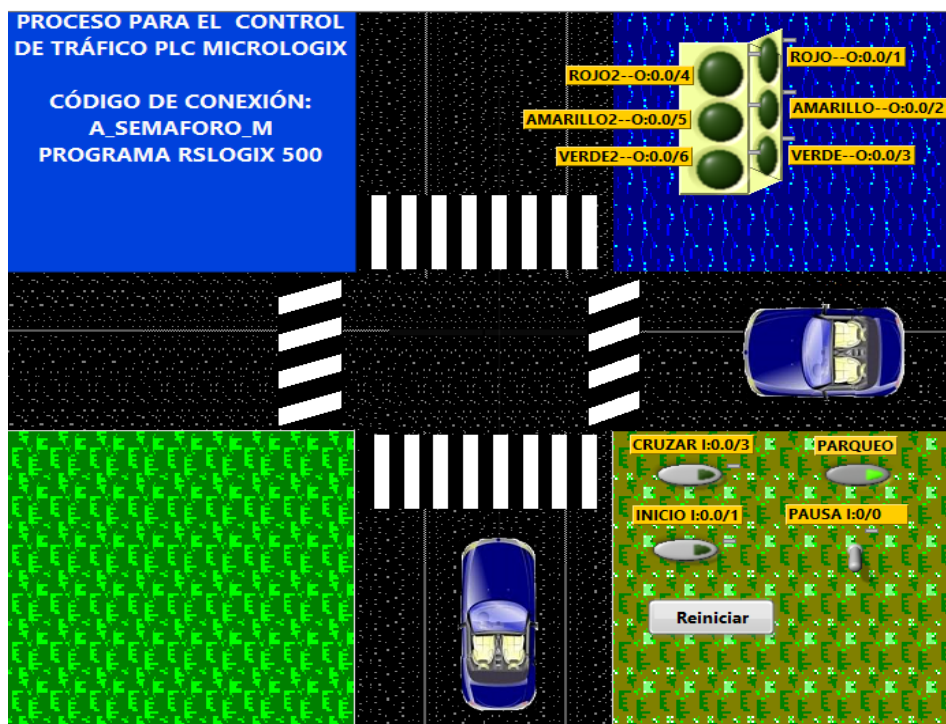 PROCESO PARA EL CONTROL
DE TRÁFICO PLC MICROLOGIX
CÓDIGO DE CONEXIÓN:
A_SEMAFORO_M
PROGRAMA RSLOGIX 500
ROJO--O:0.0/1
ROJO2--O:0.0/4
AMARILLO--O:0.0/2
AMARILLO2--O:0.0/5
VERDE2--O:0.0/6
VERDE--O:0.0/3
CRUZAR I:0.0/3
PARQUEO
INICIO I:0.0/1
PAUSA I:0/0
Reiniciar